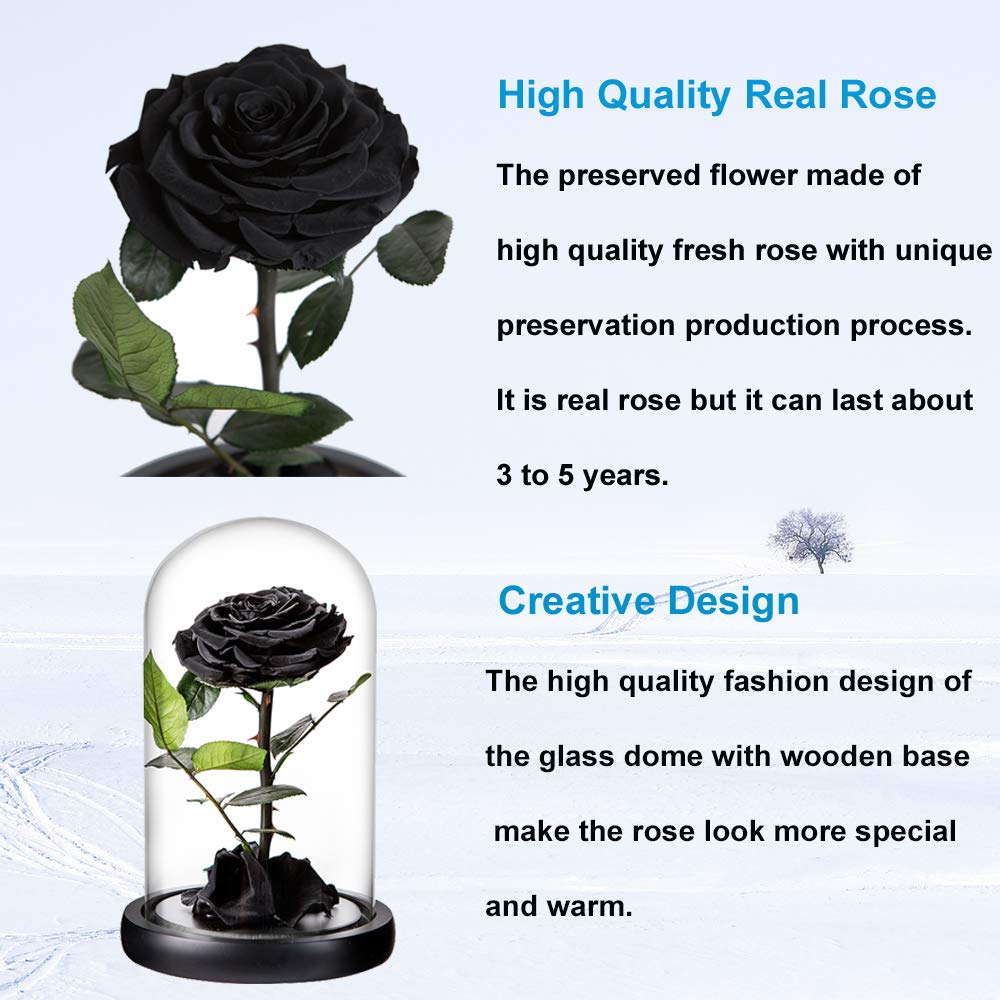 High Quality Real Rose
The preserved flower made of
high quality fresh rose with unique
preservation production process.
It is real rose but it can last about
3 to 5 years.
Creative Design
The high quality fashion design of
the glass dome with wooden base
make the rose look more special
and warm.